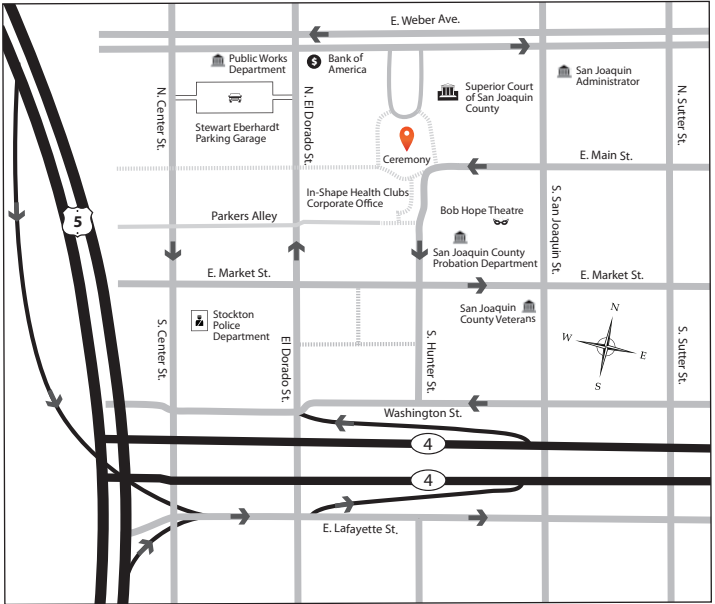 E. Weber Ave.
Public Works
Department
$
Bank of
America
San Joaquin
Administrator
Superior Court
of San Joaquin
County
N. Center St.
N. El Dorado St.
N. Sutter St.
Stewart Eberhardt
Parking Garage
Ceremony
E. Main St.
In-Shape Health Clubs
Corporate Office
S. San Joaquin St.
5
Parkers Alley
Bob Hope Theatre
San Joaquin County
Probation Department
E. Market St.
E. Market St.
Stockton
Police
Department
San Joaquin
County Veterans
N
W
E
S
S. Center St.
El Dorado St.
S. Hunter St.
S. Sutter St.
Washington St.
4
4
E. Lafayette St.